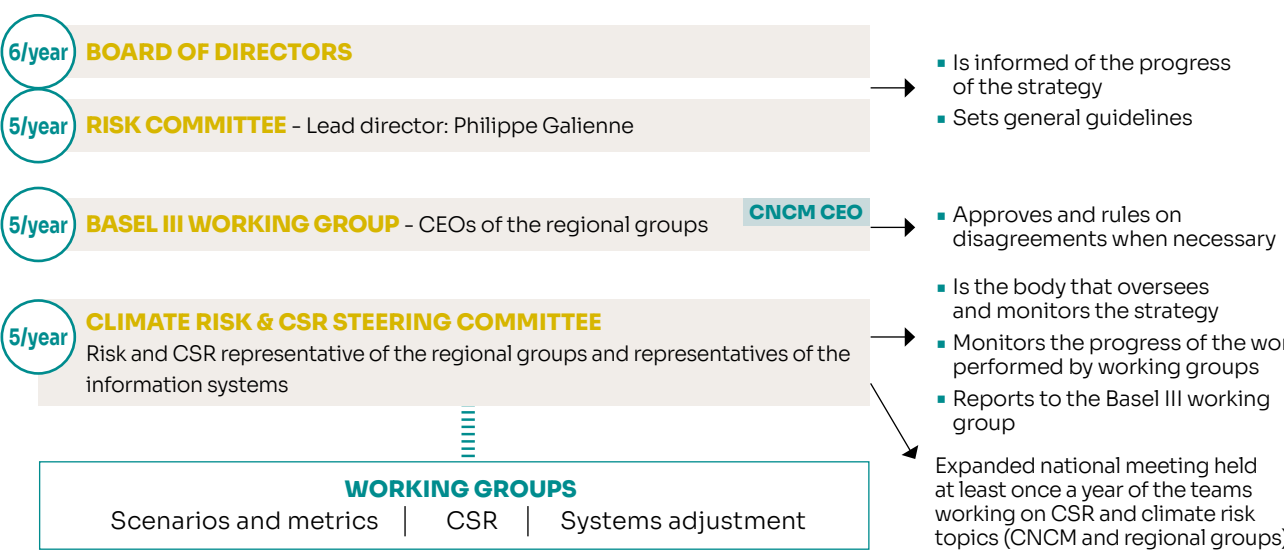 6/year BOARD OF DIRECTORS
5/year RISK COMMITTEE - Lead director: Philippe Galienne
▪ Is informed of the progress
of the strategy
▪ Sets general guidelines
5/year BASEL III WORKING GROUP - CEOs of the regional groups CNCM CEO
▪ Approves and rules on
disagreements when necessary
5/year CLIMATE RISK & CSR STEERING COMMITTEE
Risk and CSR representative of the regional groups and representatives of the
information systems
▪ Is the body that oversees
and monitors the strategy
▪ Monitors the progress of the wor
performed by working groups
▪ Reports to the Basel III working
group
Expanded national meeting held
at least once a year of the teams
working on CSR and climate risk
topics (CNCM and regional groups)
WORKING GROUPS
Scenarios and metrics | CSR | Systems adjustment